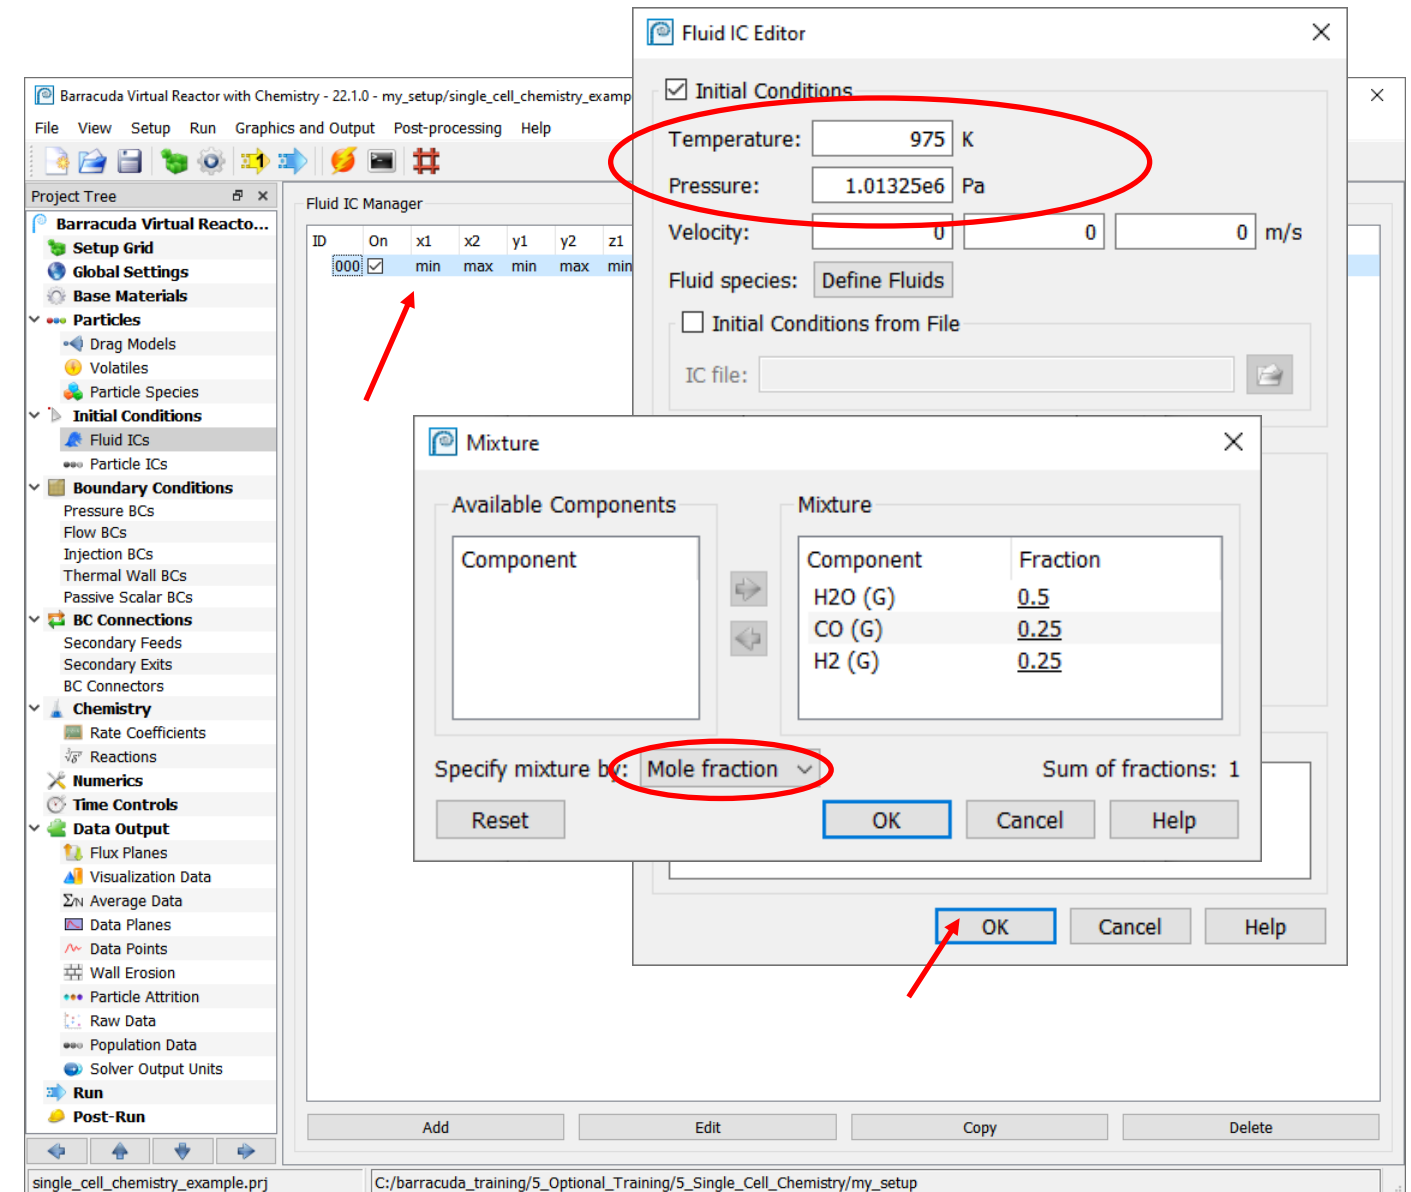 Fluid IC Editor
Initial Conditions
Temperature: 975 K
Pressure: 1.01325e6 Pa
Velocity: 0 0 0 m/s
Fluid species: Define Fluids
Initial Conditions from File
IC file:
Barracuda Virtual Reactor with Chemistry - 22.1.0 - my_setup/single_cell_chemistry_examp
File View Setup Run Graphics and Output Post-processing Help
Project Tree
Barracuda Virtual Reacto...
Setup Grid
Global Settings
Base Materials
Particles
Drag Models
Volatiles
Particle Species
Initial Conditions
Fluid ICs
Particle ICs
Boundary Conditions
Pressure BCs
Flow BCs
Injection BCs
Thermal Wall BCs
Passive Scalar BCs
BC Connections
Secondary Feeds
Secondary Exits
BC Connectors
Chemistry
Rate Coefficients
Reactions
Numerics
Time Controls
Data Output
Flux Planes
Visualization Data
Σ/N Average Data
Data Planes
Data Points
Wall Erosion
Particle Attrition
Raw Data
Population Data
Solver Output Units
Run
Post-Run
Fluid IC Manager
ID On x1 x2 y1 y2 z1
000 min max min max min
Mixture
Available Components
Component
Mixture
Component Fraction
H2O (G) 0.5
CO (G) 0.25
H2 (G) 0.25
Specify mixture by: Mole fraction
Sum of fractions: 1
Reset OK Cancel Help
OK Cancel Help
Add Edit Copy Delete
single_cell_chemistry_example.prj
C:/barracuda_training/5_Optional_Training/5_Single_Cell_Chemistry/my_setup